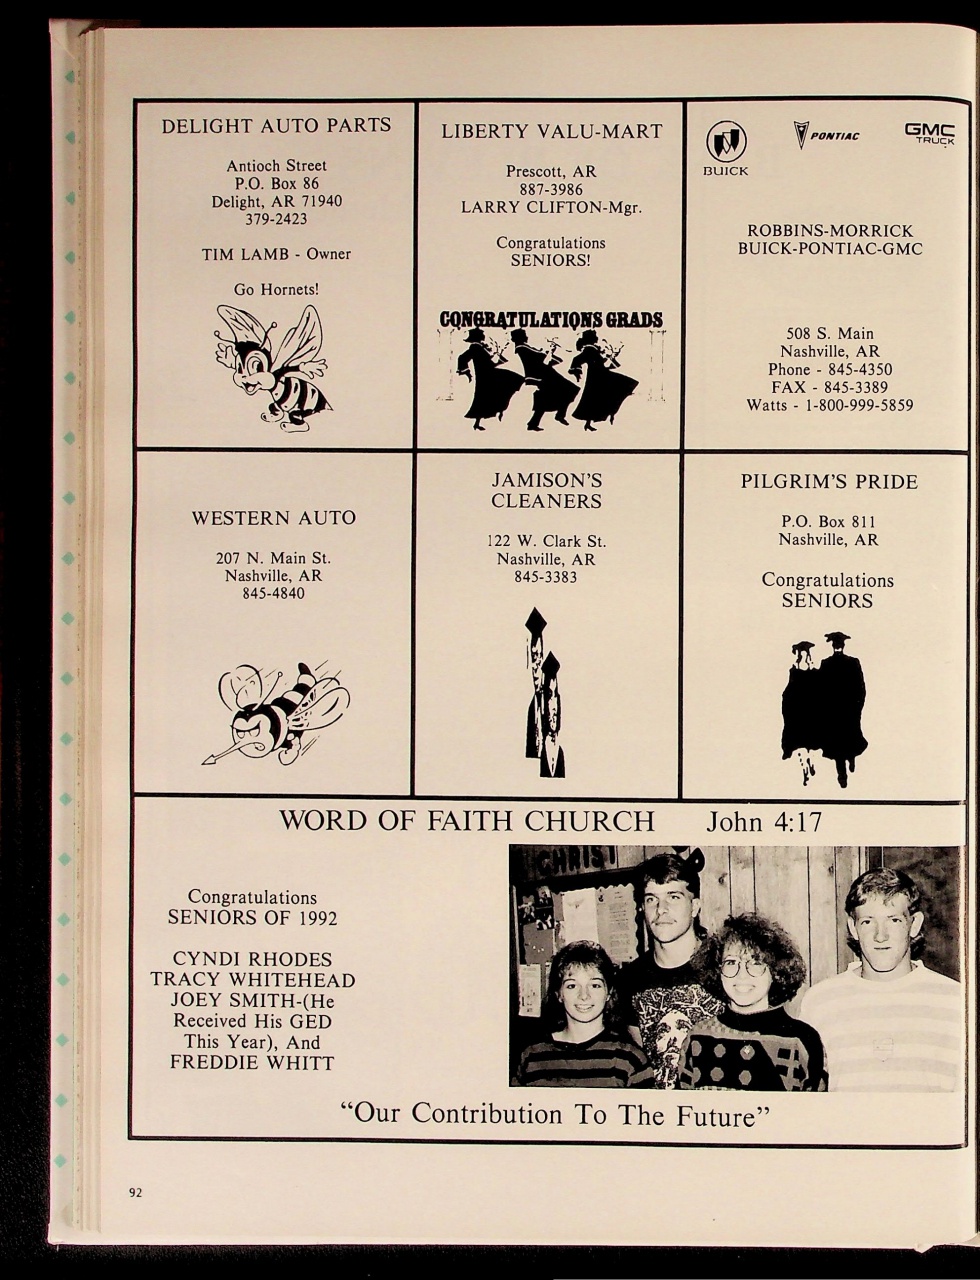 DELIGHT AUTO PARTS
Antioch Street
P.O. Box 86
Delight, AR 71940
379-2423
TIM LAMB - Owner
Go Hornets!
LIBERTY VALU-MART
Prescott, AR
887-3986
LARRY CLIFTON-Mgr.
Congratulations
SENIORS!
CONGRATULATIONS GRADS
BUICK
PONTIAC
GMC
TRUCK
ROBBINS-MORRICK
BUICK-PONTIAC-GMC
508 S. Main
Nashville, AR
Phone - 845-4350
FAX - 845-3389
Watts - 1-800-999-5859
WESTERN AUTO
207 N. Main St.
Nashville, AR
845-4840
JAMISON'S
CLEANERS
122 W. Clark St.
Nashville, AR
845-3383
PILGRIM'S PRIDE
P.O. Box 811
Nashville, AR
Congratulations
SENIORS
WORD OF FAITH CHURCH John 4:17
Congratulations
SENIORS OF 1992
CYNDI RHODES
TRACY WHITEHEAD
JOEY SMITH-(He
Received His GED
This Year), And
FREDDIE WHITT
CHRIST
"Our Contribution To The Future"
92